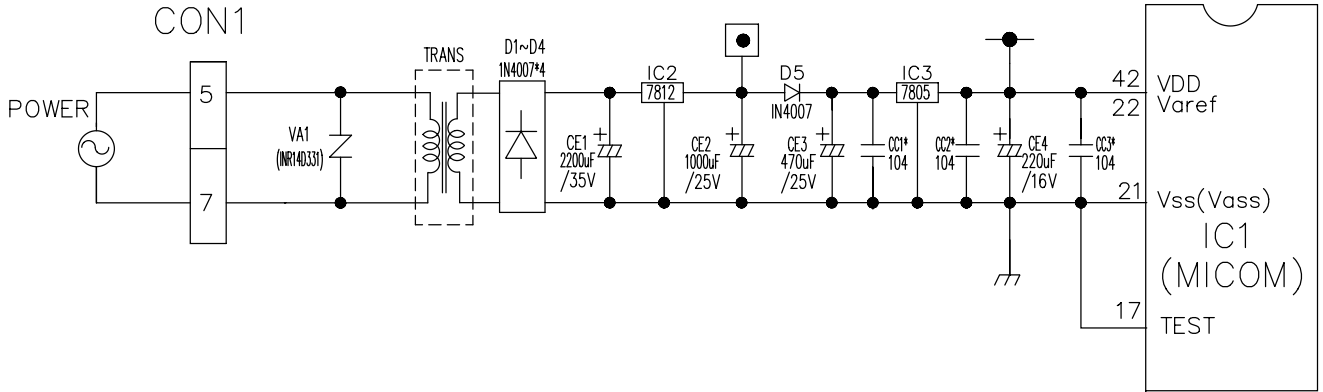 CON1
POWER
5
7
VA1
(INR14D331)
TRANS
D1~D4
1N4007*4
CE1
2200uF
/35V
IC2
7812
CE2
1000uF
/25V
D5
IN4007
CE3
470uF
/25V
CC1*
104
IC3
7805
CC2*
104
CE4
220uF
/16V
CC3*
104
42
22
21
17
VDD
Varef
Vss(Vass)
IC1
(MICOM)
TEST